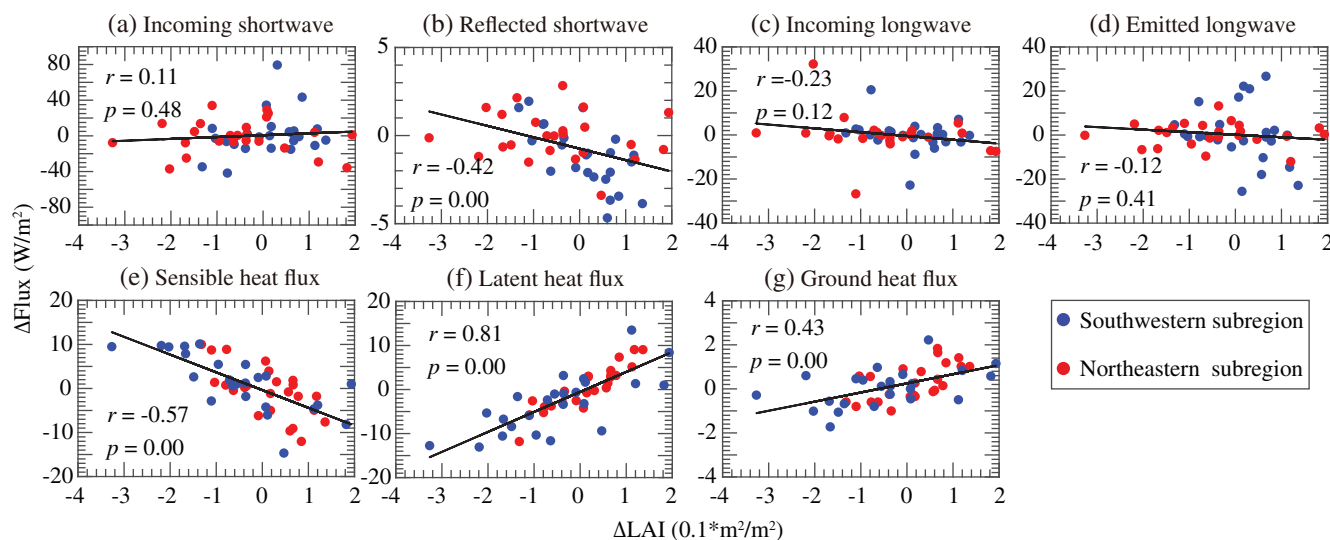 (a) Incoming shortwave
(b) Reflected shortwave
(c) Incoming longwave
(d) Emitted longwave
80
40
0
-40
-80
r = 0.11
p = 0.48
-4 -3 -2 -1 0 1 2
5
0
-5
r = -0.42
p = 0.00
-4 -3 -2 -1 0 1 2
40
20
0
-20
-40
r =-0.23
p = 0.12
-4 -3 -2 -1 0 1 2
40
20
0
-20
-40
r = -0.12
p = 0.41
-4 -3 -2 -1 0 1 2
ΔFlux (W/m²)
(e) Sensible heat flux
(f) Latent heat flux
(g) Ground heat flux
20
10
0
-10
-20
r = -0.57
p = 0.00
-4 -3 -2 -1 0 1 2
20
10
0
-10
-20
r = 0.81
p = 0.00
-4 -3 -2 -1 0 1 2
4
2
0
-2
-4
r = 0.43
p = 0.00
-4 -3 -2 -1 0 1 2
Southwestern subregion
Northeastern subregion
ΔLAI (0.1*m²/m²)